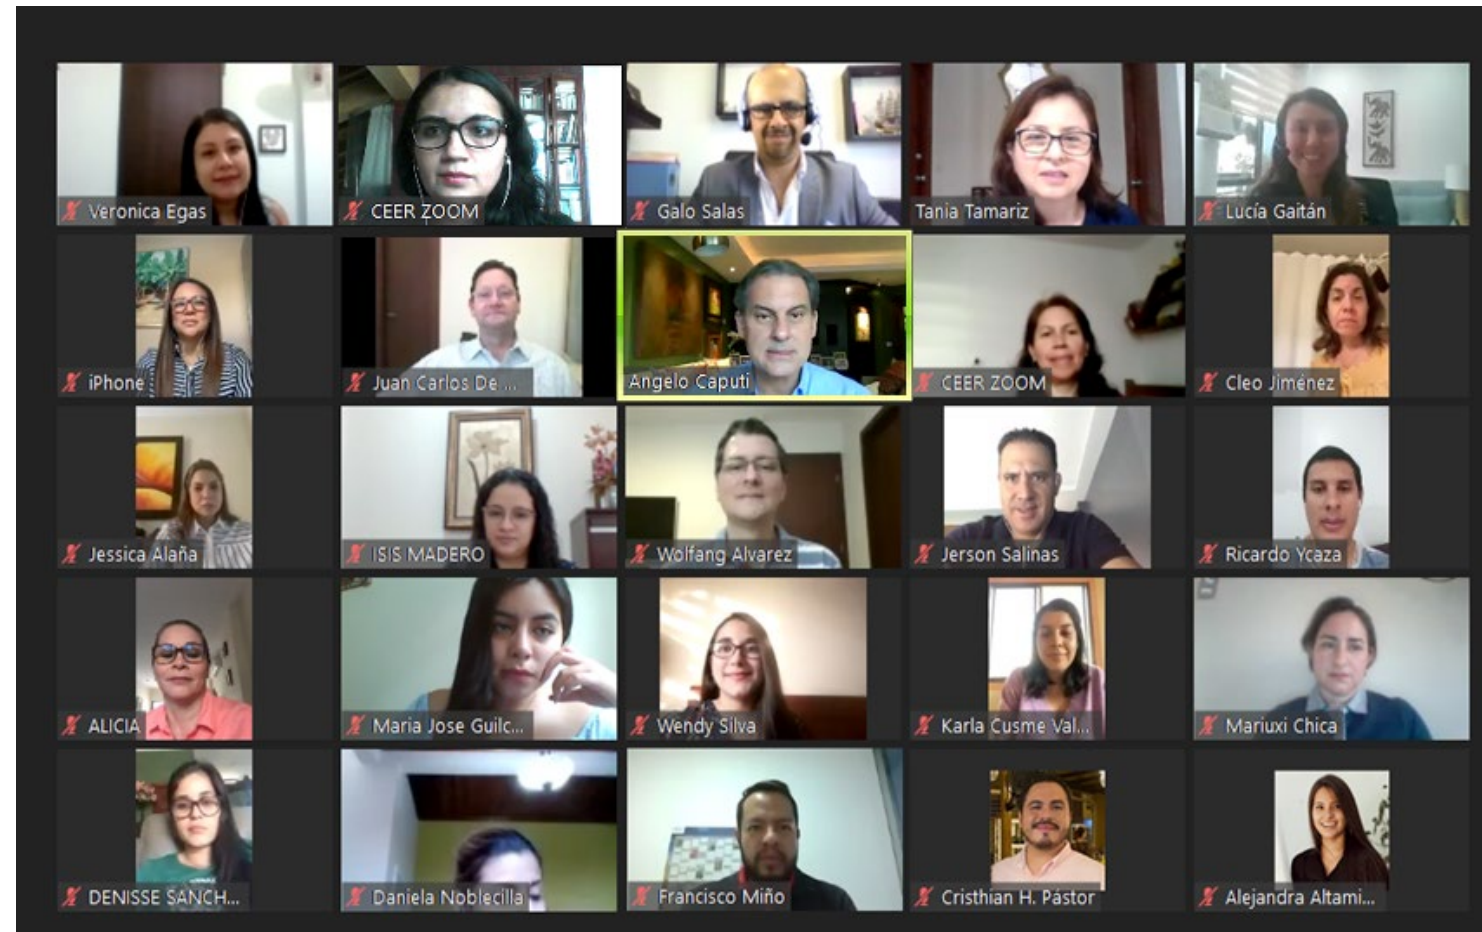 Veronica Egas
CEER ZOOM
Galo Salas
Tania Tamariz
Lucía Gaitán
iPhone
Juan Carlos De ...
Angelo Caputi
CEER ZOOM
Cleo Jiménez
Jessica Alaña
ISIS MADERO
Wolfang Alvarez
Jerson Salinas
Ricardo Ycaza
ALICIA
Maria Jose Guilc...
Wendy Silva
Karla Cusme Val...
Mariuxi Chica
DENISSE SANCH...
Daniela Noblecilla
Francisco Miño
Cristhian H. Pástor
Alejandra Altami...